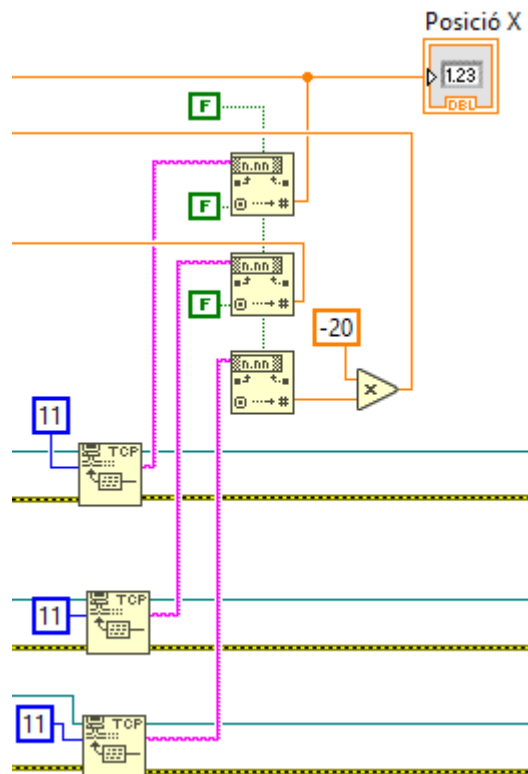 Posició X
1.23
DBL
F
n.nn
#
F
n.nn
#
F
-20
n.nn
#
x
11
TCP
11
TCP
11
TCP